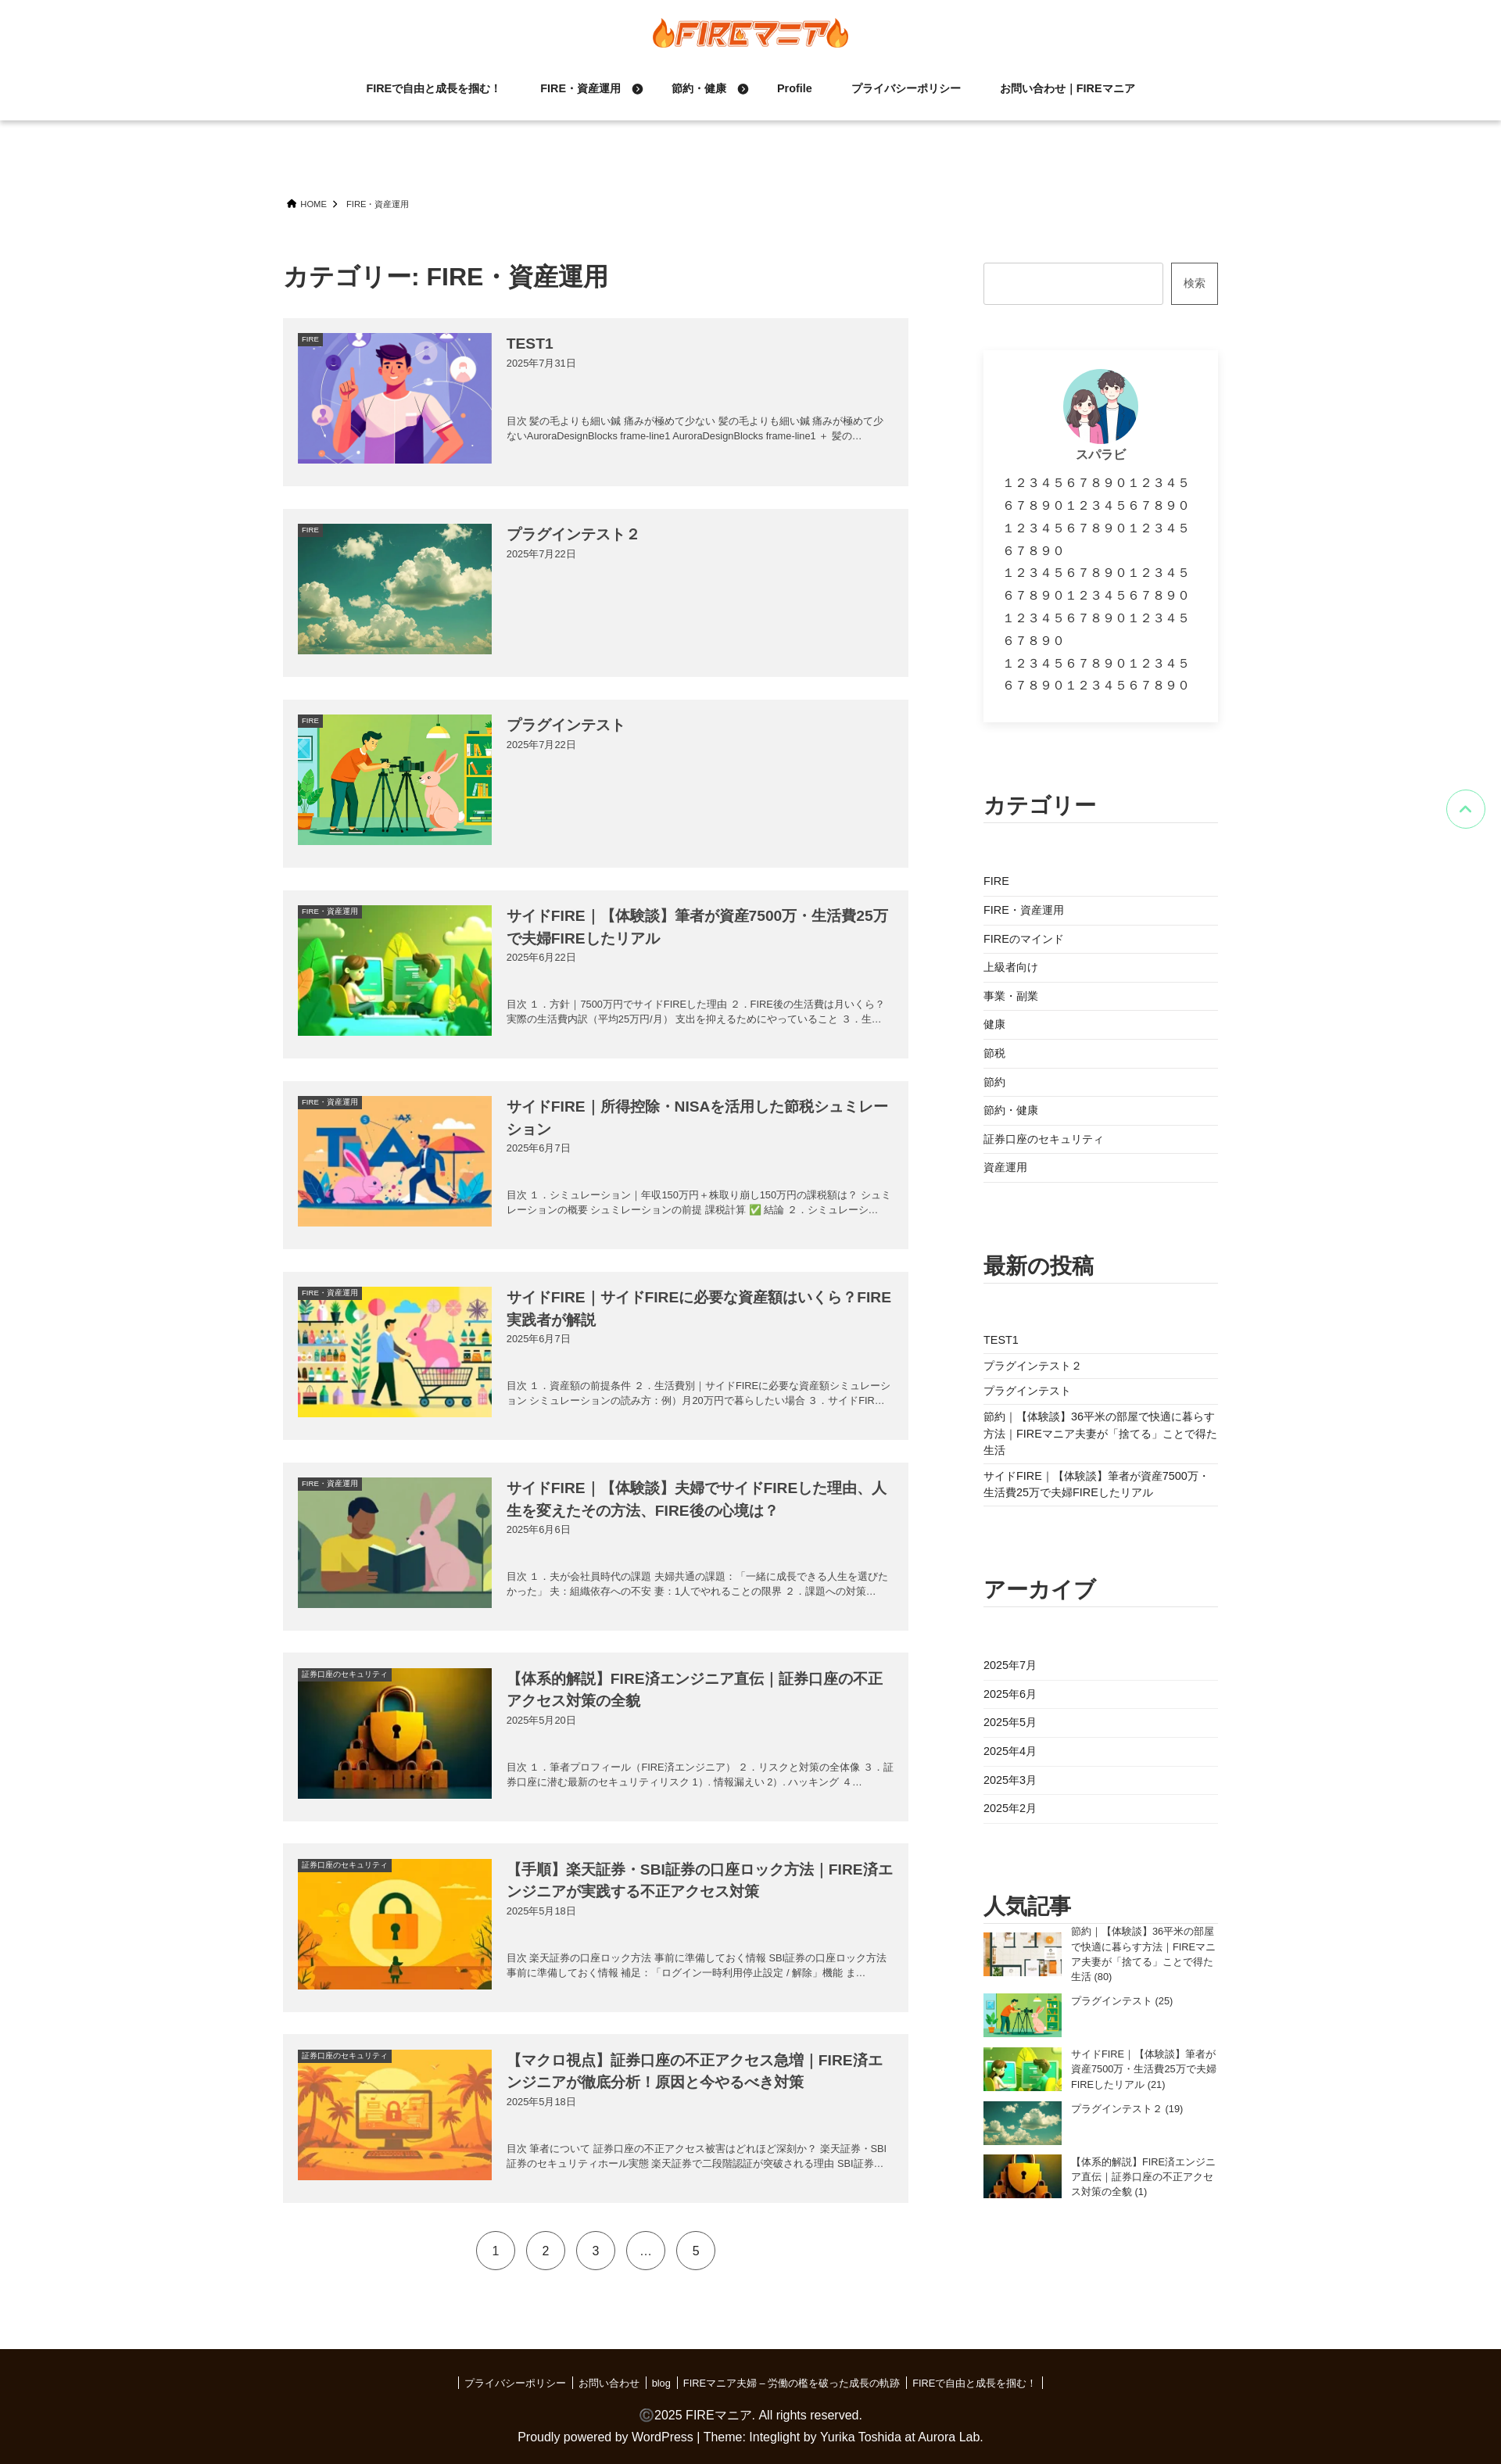 FIREマニア
FIREで自由と成長を掴む！ FIRE・資産運用 節約・健康 Profile プライバシーポリシー お問い合わせ｜FIREマニア
HOME FIRE・資産運用
カテゴリー: FIRE・資産運用
FIRE
TEST1
2025年7月31日
目次 髪の毛よりも細い鍼 痛みが極めて少ない 髪の毛よりも細い鍼 痛みが極めて少
ないAuroraDesignBlocks frame-line1 AuroraDesignBlocks frame-line1 ＋ 髪の…
FIRE
プラグインテスト２
2025年7月22日
FIRE
プラグインテスト
2025年7月22日
FIRE・資産運用
サイドFIRE｜【体験談】筆者が資産7500万・生活費25万
で夫婦FIREしたリアル
2025年6月22日
目次 １．方針｜7500万円でサイドFIREした理由 ２．FIRE後の生活費は月いくら？
実際の生活費内訳（平均25万円/月） 支出を抑えるためにやっていること ３．生…
FIRE・資産運用
サイドFIRE｜所得控除・NISAを活用した節税シュミレー
ション
2025年6月7日
目次 １．シミュレーション｜年収150万円＋株取り崩し150万円の課税額は？ シュミ
レーションの概要 シュミレーションの前提 課税計算 ✅ 結論 ２．シミュレーシ…
FIRE・資産運用
サイドFIRE｜サイドFIREに必要な資産額はいくら？FIRE
実践者が解説
2025年6月7日
目次 １．資産額の前提条件 ２．生活費別｜サイドFIREに必要な資産額シミュレーシ
ョン シミュレーションの読み方：例）月20万円で暮らしたい場合 ３．サイドFIR…
FIRE・資産運用
サイドFIRE｜【体験談】夫婦でサイドFIREした理由、人
生を変えたその方法、FIRE後の心境は？
2025年6月6日
目次 １．夫が会社員時代の課題 夫婦共通の課題：「一緒に成長できる人生を選びた
かった」 夫：組織依存への不安 妻：1人でやれることの限界 ２．課題への対策…
証券口座のセキュリティ
【体系的解説】FIRE済エンジニア直伝｜証券口座の不正
アクセス対策の全貌
2025年5月20日
目次 １．筆者プロフィール（FIRE済エンジニア） ２．リスクと対策の全体像 ３．証
券口座に潜む最新のセキュリティリスク 1）. 情報漏えい 2）. ハッキング ４…
証券口座のセキュリティ
【手順】楽天証券・SBI証券の口座ロック方法｜FIRE済エ
ンジニアが実践する不正アクセス対策
2025年5月18日
目次 楽天証券の口座ロック方法 事前に準備しておく情報 SBI証券の口座ロック方法
事前に準備しておく情報 補足：「ログイン一時利用停止設定 / 解除」機能 ま…
証券口座のセキュリティ
【マクロ視点】証券口座の不正アクセス急増｜FIRE済エ
ンジニアが徹底分析！原因と今やるべき対策
2025年5月18日
目次 筆者について 証券口座の不正アクセス被害はどれほど深刻か？ 楽天証券・SBI
証券のセキュリティホール実態 楽天証券で二段階認証が突破される理由 SBI証券…
1 2 3 … 5
検索
スパラビ
１２３４５６７８９０１２３４５
６７８９０１２３４５６７８９０
１２３４５６７８９０１２３４５
６７８９０
１２３４５６７８９０１２３４５
６７８９０１２３４５６７８９０
１２３４５６７８９０１２３４５
６７８９０
１２３４５６７８９０１２３４５
６７８９０１２３４５６７８９０
カテゴリー
FIRE
FIRE・資産運用
FIREのマインド
上級者向け
事業・副業
健康
節税
節約
節約・健康
証券口座のセキュリティ
資産運用
最新の投稿
TEST1
プラグインテスト２
プラグインテスト
節約｜【体験談】36平米の部屋で快適に暮らす
方法｜FIREマニア夫妻が「捨てる」ことで得た
生活
サイドFIRE｜【体験談】筆者が資産7500万・
生活費25万で夫婦FIREしたリアル
アーカイブ
2025年7月
2025年6月
2025年5月
2025年4月
2025年3月
2025年2月
人気記事
節約｜【体験談】36平米の部屋
で快適に暮らす方法｜FIREマニ
ア夫妻が「捨てる」ことで得た
生活 (80)
プラグインテスト (25)
サイドFIRE｜【体験談】筆者が
資産7500万・生活費25万で夫婦
FIREしたリアル (21)
プラグインテスト２ (19)
【体系的解説】FIRE済エンジニ
ア直伝｜証券口座の不正アクセ
ス対策の全貌 (1)
プライバシーポリシー お問い合わせ blog FIREマニア夫婦 – 労働の檻を破った成長の軌跡 FIREで自由と成長を掴む！
©2025 FIREマニア. All rights reserved.
Proudly powered by WordPress | Theme: Integlight by Yurika Toshida at Aurora Lab.